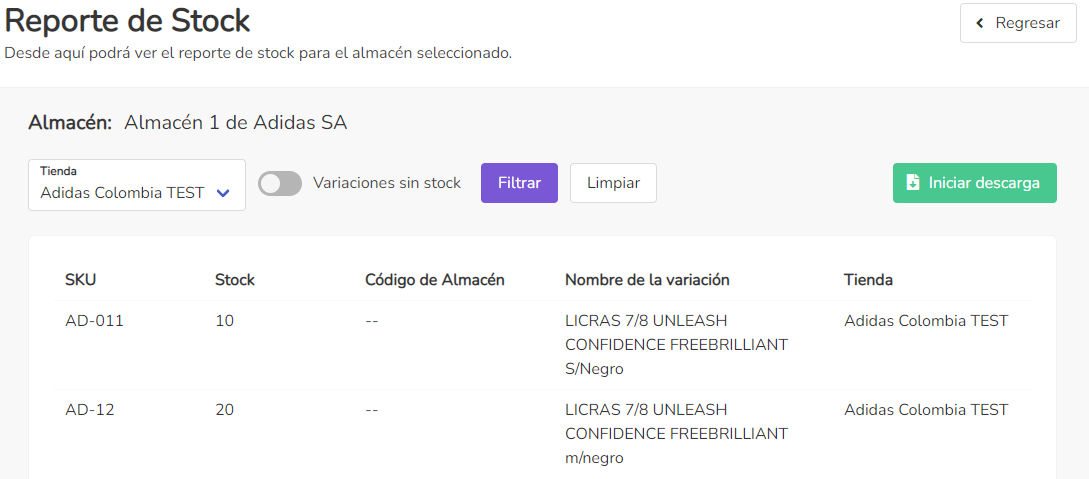 Reporte de Stock
Regresar
Desde aquí podrá ver el reporte de stock para el almacén seleccionado.
Almacén: Almacén 1 de Adidas SA
Tienda
Adidas Colombia TEST
Variaciones sin stock
Filtrar
Limpiar
Iniciar descarga
SKU Stock Código de Almacén Nombre de la variación Tienda
AD-011 10 -- LICRAS 7/8 UNLEASH Adidas Colombia TEST
CONFIDENCE FREEBRILLIANT
S/Negro
AD-12 20 -- LICRAS 7/8 UNLEASH Adidas Colombia TEST
CONFIDENCE FREEBRILLIANT
m/negro